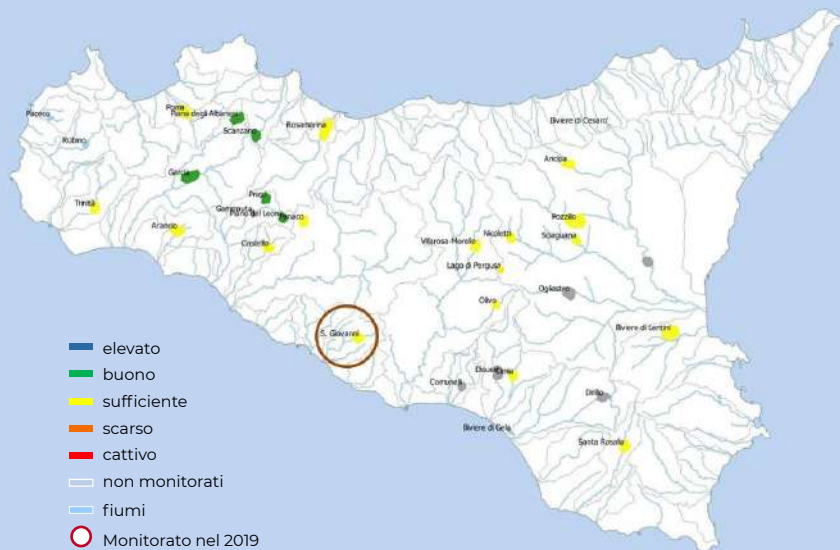 Poma
Piana degli Albanesi
Paceco
Scanzano
Rosamarina
Biviere di Cesaro'
Rubino
Ancipa
Garcia
Prizzi
Trinità
Gammauta
Piano del Leone
Fanaco
Arancio
Pozzillo
Nicoletti
Sciaguana
Villarosa-Morello
Castello
Lago di Pergusa
Ogliastro
Olivo
S. Giovanni
Biviere di Lentini
Disueri
Cimia
Comunelli
Dirillo
Biviere di Gela
Santa Rosalia
elevato
buono
sufficiente
scarso
cattivo
non monitorati
fiumi
Monitorato nel 2019